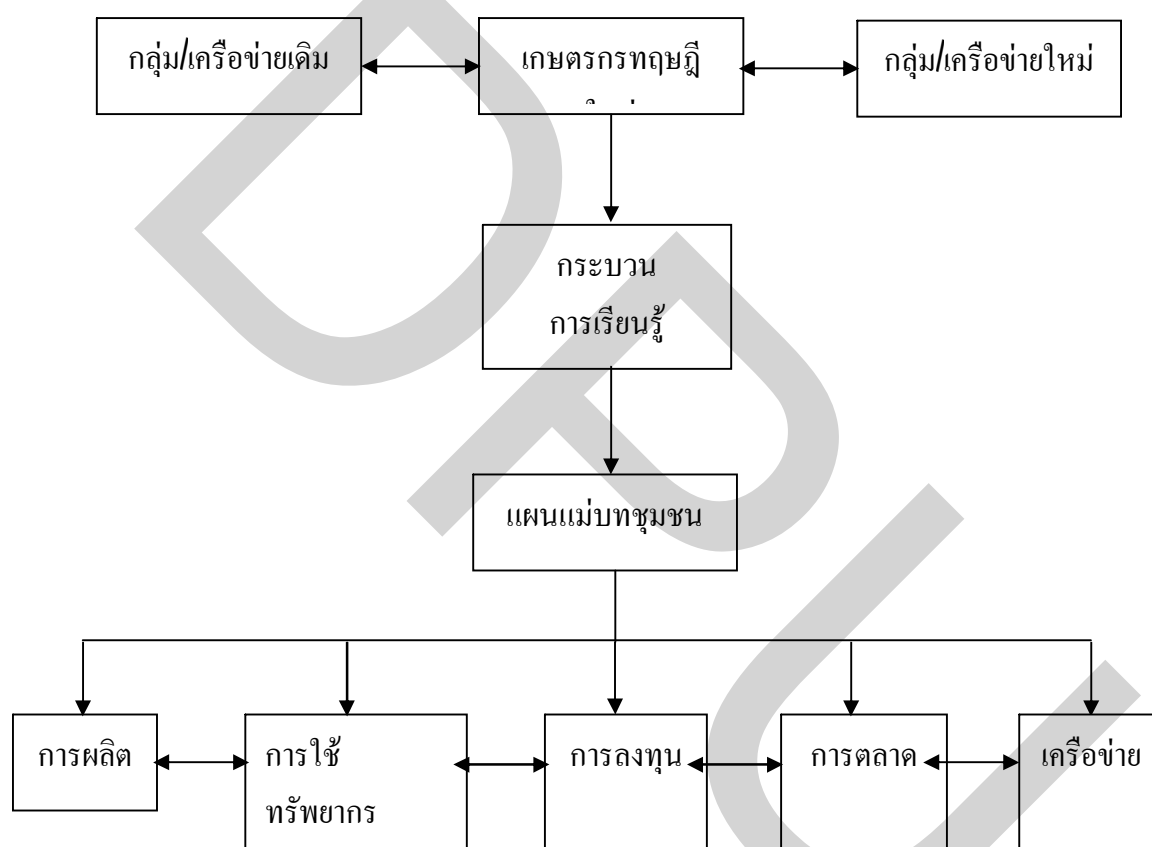 กลุ่ม/เครือข่ายเดิม
เกษตรกรทฤษฎี
กลุ่ม/เครือข่ายใหม่
กระบวน
การเรียนรู้
แผนแม่บทชุมชน
การผลิต
การใช้
ทรัพยากร
การลงทุน
การตลาด
เครือข่าย
DPU